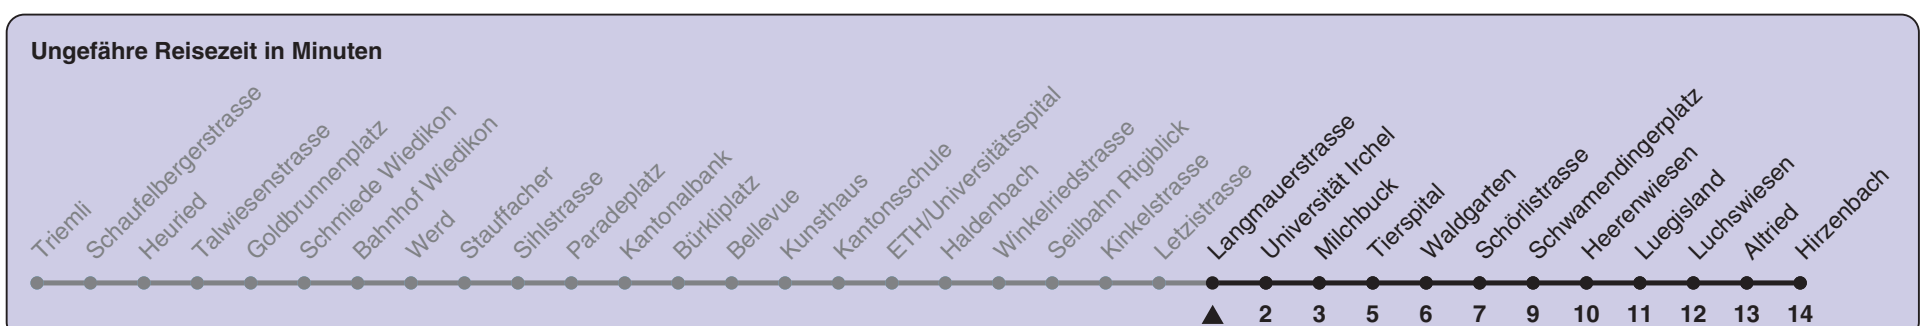 Ungefähre Reisezeit in Minuten
Triemli
Schaufelbergerstrasse
Heuried
Talwiesenstrasse
Goldbrunnenplatz
Schmiede Wiedikon
Bahnhof Wiedikon
Werd
Stauffacher
Sihlstrasse
Paradeplatz
Kantonalbank
Bürkliplatz
Bellevue
Kunsthaus
Kantonsschule
ETH/Universitätsspital
Haldenbach
Winkelriedstrasse
Seilbahn Rigiblick
Kinkelstrasse
Letzistrasse
Langmauerstrasse
Universität Irchel
Milchbuck
Tierspital
Waldgarten
Schörlistrasse
Schwamendingerplatz
Heerenwiesen
Luegisland
Luchswiesen
Altried
Hirzenbach
2 3 5 6 7 9 10 11 12 13 14